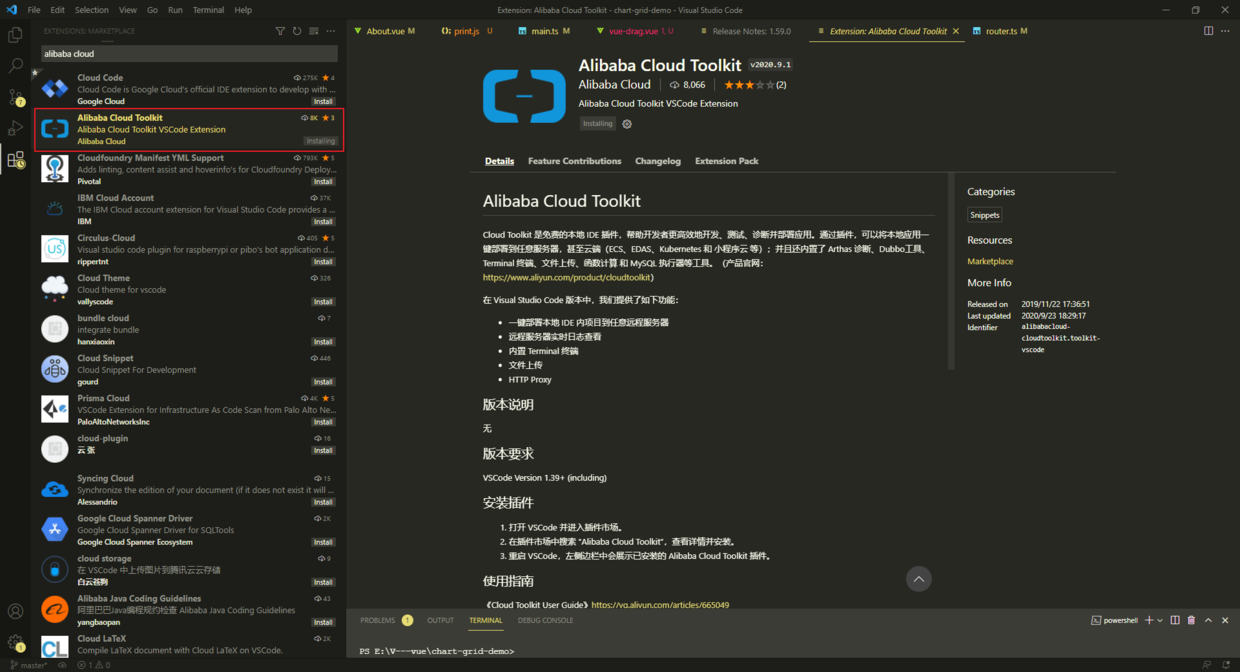 File Edit Selection View Go Run Terminal Help
Extension: Alibaba Cloud Toolkit - chart-grid-demo - Visual Studio Code
EXTENSIONS: MARKETPLACE
alibaba cloud
Cloud Code 275K 4
Cloud Code is Google Cloud's official IDE extension to develop with ...
Google Cloud Install
Alibaba Cloud Toolkit 8K 3
Alibaba Cloud Toolkit VSCode Extension
Alibaba Cloud Installing
Cloudfoundry Manifest YML Support 793K 5
Adds linting, content assist and hoverinfo's for Cloudfoundry Deploy...
Pivotal Install
IBM Cloud Account 37K
The IBM Cloud account extension for Visual Studio Code provides a ...
IBM Install
Circulus-Cloud 405 5
Visual studio code plugin for raspberrypi or pibo's bot application d...
rippertnt Install
Cloud Theme 326
Cloud theme for vscode
vallyscode Install
bundle cloud 7
integrate bundle
hanxiaoxin Install
Cloud Snippet 446
Cloud Snippet For Development
gourd Install
Prisma Cloud 4K 5
VSCode Extension for Infrastructure As Code Scan from Palo Alto Ne...
PaloAltoNetworksInc Install
cloud-plugin 16
云 张 Install
Syncing Cloud 15
Synchronize the edition of your document (if it does not exist it will ...
Alessandrio Install
Google Cloud Spanner Driver 2K
Google Cloud Spanner Driver for SQLTools
Google Cloud Spanner Ecosystem Install
cloud storage 9
在 VSCode 中上传图片到腾讯云云存储
白云苍狗 Install
Alibaba Java Coding Guidelines 43
阿里巴巴Java编程规约检查 Alibaba Java Coding Guidelines
yangbaopan Install
Cloud LaTeX 2K
Compile LaTeX document with Cloud LaTeX on VSCode.
CL
US
7
1
About.vue M
print.js U
main.ts M
vue-drag.vue 1, U
Release Notes: 1.59.0
Extension: Alibaba Cloud Toolkit
router.ts M
Alibaba Cloud Toolkit v2020.9.1
Alibaba Cloud 8,066 (2)
Alibaba Cloud Toolkit VSCode Extension
Installing
Details Feature Contributions Changelog Extension Pack
Alibaba Cloud Toolkit
Cloud Toolkit 是免费的本地 IDE 插件，帮助开发者更高效地开发、测试、诊断并部署应用。通过插件，可以将本地应用一
键部署到任意服务器，甚至云端（ECS、EDAS、Kubernetes 和 小程序云 等）；并且还内置了 Arthas 诊断、Dubbo工具、
Terminal 终端、文件上传、函数计算 和 MySQL 执行器等工具。（产品官网：
https://www.aliyun.com/product/cloudtoolkit）
在 Visual Studio Code 版本中，我们提供了如下功能：
• 一键部署本地 IDE 内项目到任意远程服务器
• 远程服务器实时日志查看
• 内置 Terminal 终端
• 文件上传
• HTTP Proxy
版本说明
无
版本要求
VSCode Version 1.39+ (including)
安装插件
1. 打开 VSCode 并进入插件市场。
2. 在插件市场中搜索 "Alibaba Cloud Toolkit"，查看详情并安装。
3. 重启 VSCode，左侧边栏中会展示已安装的 Alibaba Cloud Toolkit 插件。
使用指南
《Cloud Toolkit User Guide》https://yq.aliyun.com/articles/665049
Categories
Snippets
Resources
Marketplace
More Info
Released on 2019/11/22 17:36:51
Last updated 2020/9/23 18:29:17
Identifier alibabacloud-
cloudtoolkit.toolkit-
vscode
PROBLEMS 1 OUTPUT TERMINAL DEBUG CONSOLE
powershell
PS E:\V---vue\chart-grid-demo>
master* 1 0